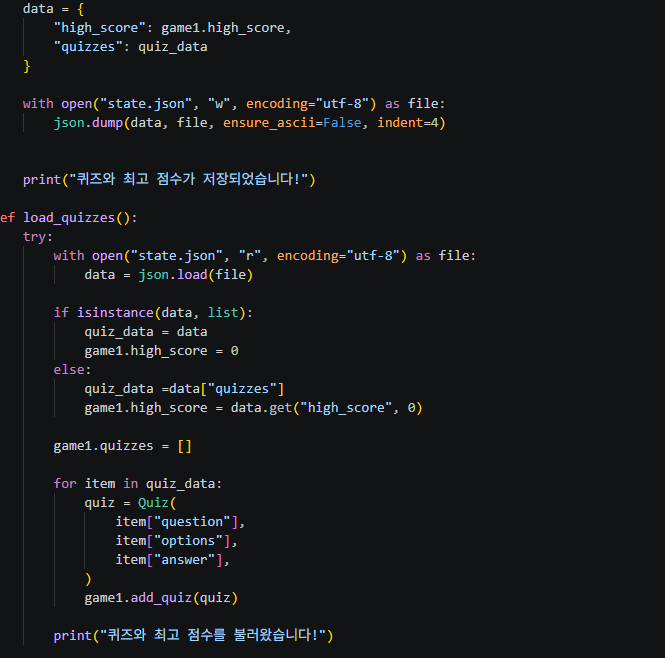 data = {
    "high_score": game1.high_score,
    "quizzes": quiz_data
}
with open("state.json", "w", encoding="utf-8") as file:
    json.dump(data, file, ensure_ascii=False, indent=4)
print("퀴즈와 최고 점수가 저장되었습니다!")
ef load_quizzes():
try:
    with open("state.json", "r", encoding="utf-8") as file:
        data = json.load(file)
    if isinstance(data, list):
        quiz_data = data
        game1.high_score = 0
    else:
        quiz_data =data["quizzes"]
        game1.high_score = data.get("high_score", 0)
    game1.quizzes = []
    for item in quiz_data:
        quiz = Quiz(
            item["question"],
            item["options"],
            item["answer"],
        )
        game1.add_quiz(quiz)
    print("퀴즈와 최고 점수를 불러왔습니다!")